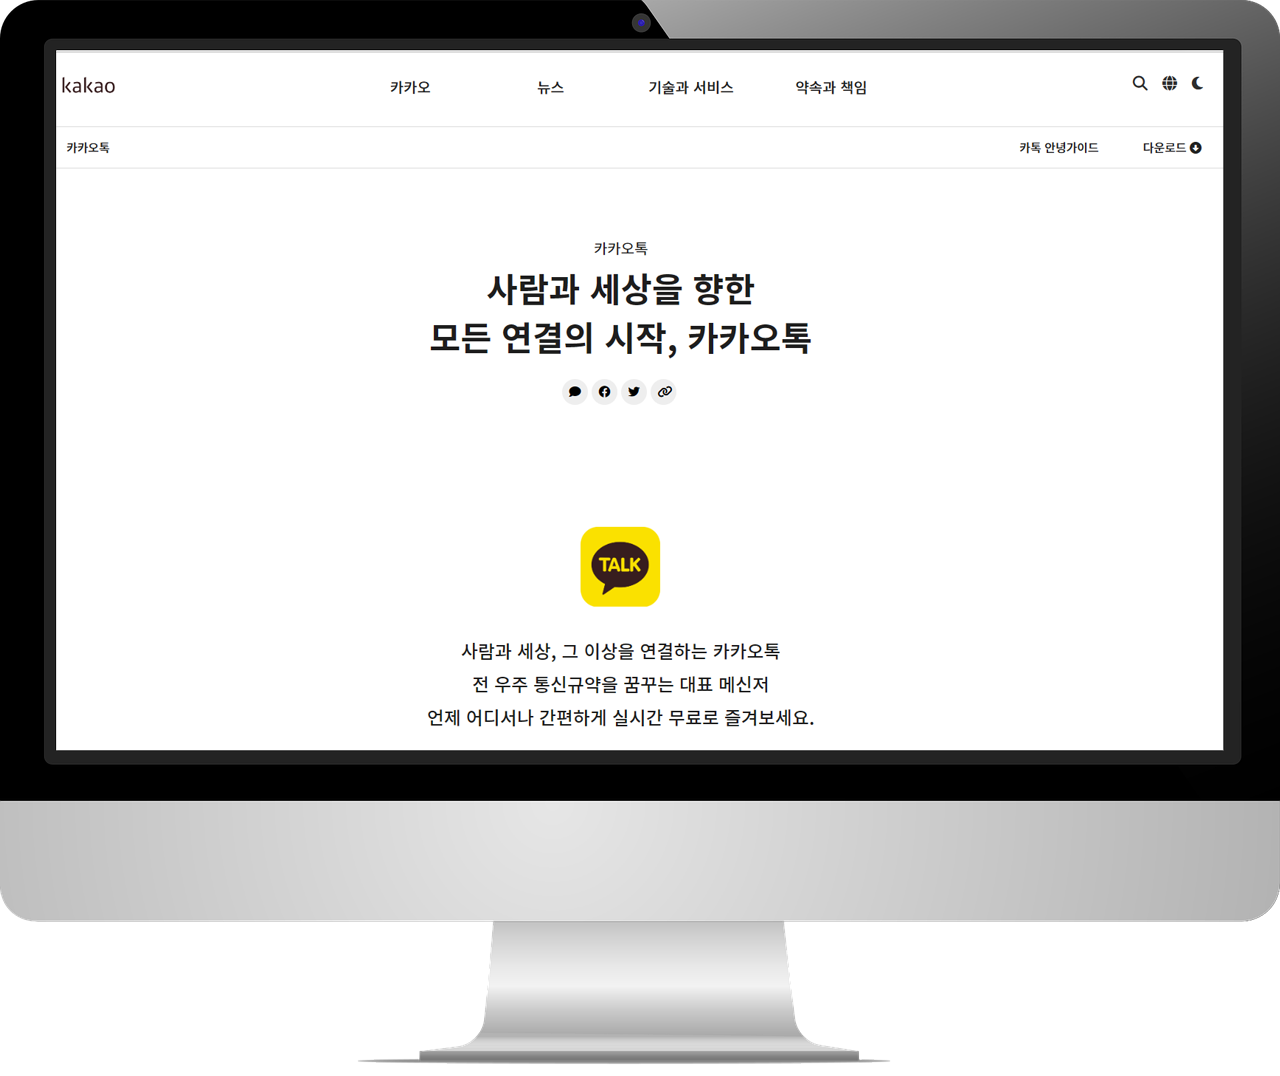 kakao
카카오
뉴스
기술과 서비스
약속과 책임
카카오톡
카톡 안녕가이드
다운로드
카카오톡
사람과 세상을 향한
모든 연결의 시작, 카카오톡
TALK
사람과 세상, 그 이상을 연결하는 카카오톡
전 우주 통신규약을 꿈꾸는 대표 메신저
언제 어디서나 간편하게 실시간 무료로 즐겨보세요.